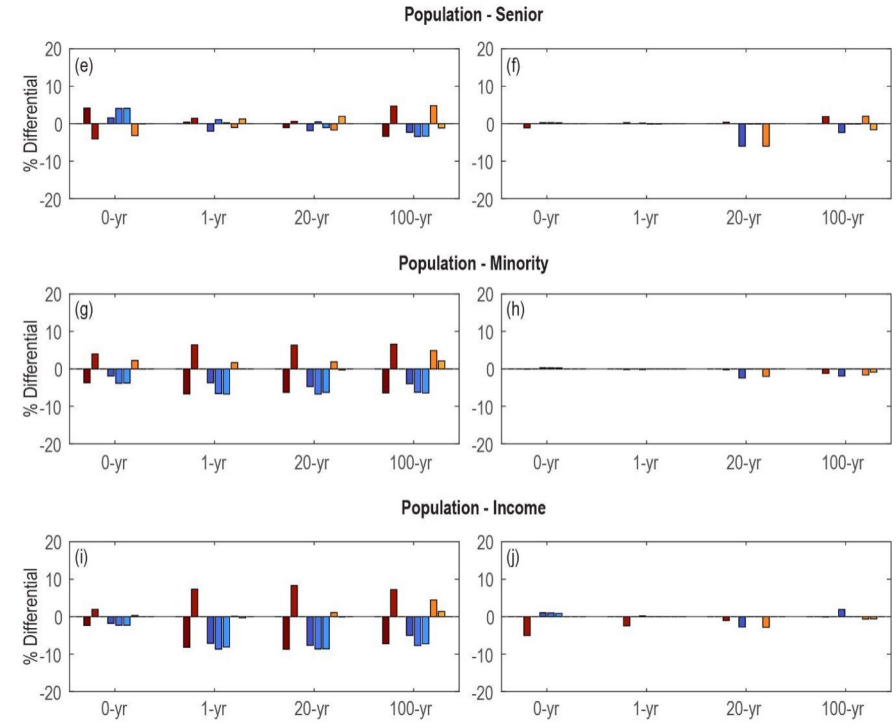 Population - Senior
(e) (f)
% Differential
20 10 0 -10 -20
20 10 0 -10 -20
0-yr 1-yr 20-yr 100-yr 0-yr 1-yr 20-yr 100-yr
Population - Minority
(g) (h)
% Differential
20 10 0 -10 -20
20 10 0 -10 -20
0-yr 1-yr 20-yr 100-yr 0-yr 1-yr 20-yr 100-yr
Population - Income
(i) (j)
% Differential
20 10 0 -10 -20
20 10 0 -10 -20
0-yr 1-yr 20-yr 100-yr 0-yr 1-yr 20-yr 100-yr